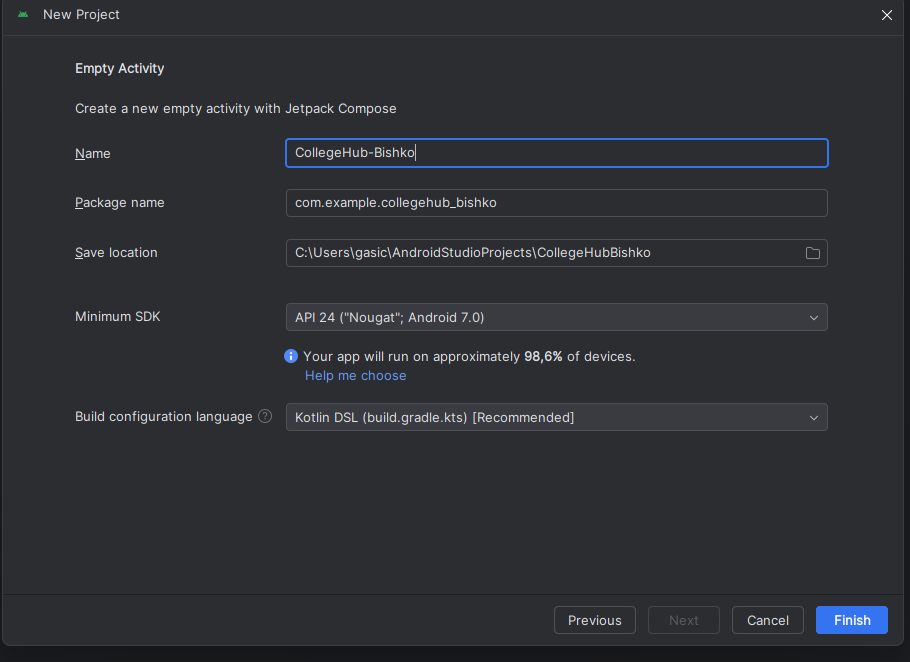 New Project
Empty Activity
Create a new empty activity with Jetpack Compose
Name CollegeHub-Bishko
Package name com.example.collegehub_bishko
Save location C:\Users\gasic\AndroidStudioProjects\CollegeHubBishko
Minimum SDK API 24 ("Nougat"; Android 7.0)
Your app will run on approximately 98,6% of devices.
Help me choose
Build configuration language ? Kotlin DSL (build.gradle.kts) [Recommended]
Previous Next Cancel Finish